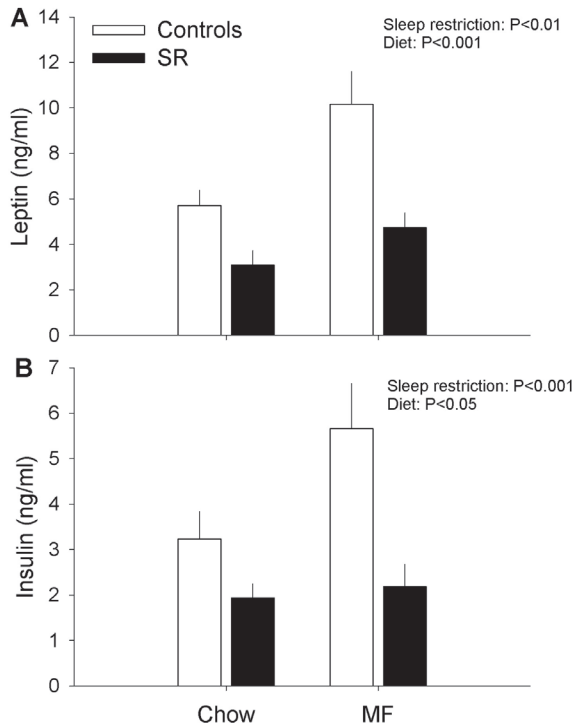 A
14
12
10
8
6
4
2
0
Leptin (ng/ml)
Controls
SR
Sleep restriction: P<0.01
Diet: P<0.001
B
7
6
5
4
3
2
1
0
Insulin (ng/ml)
Sleep restriction: P<0.001
Diet: P<0.05
Chow MF